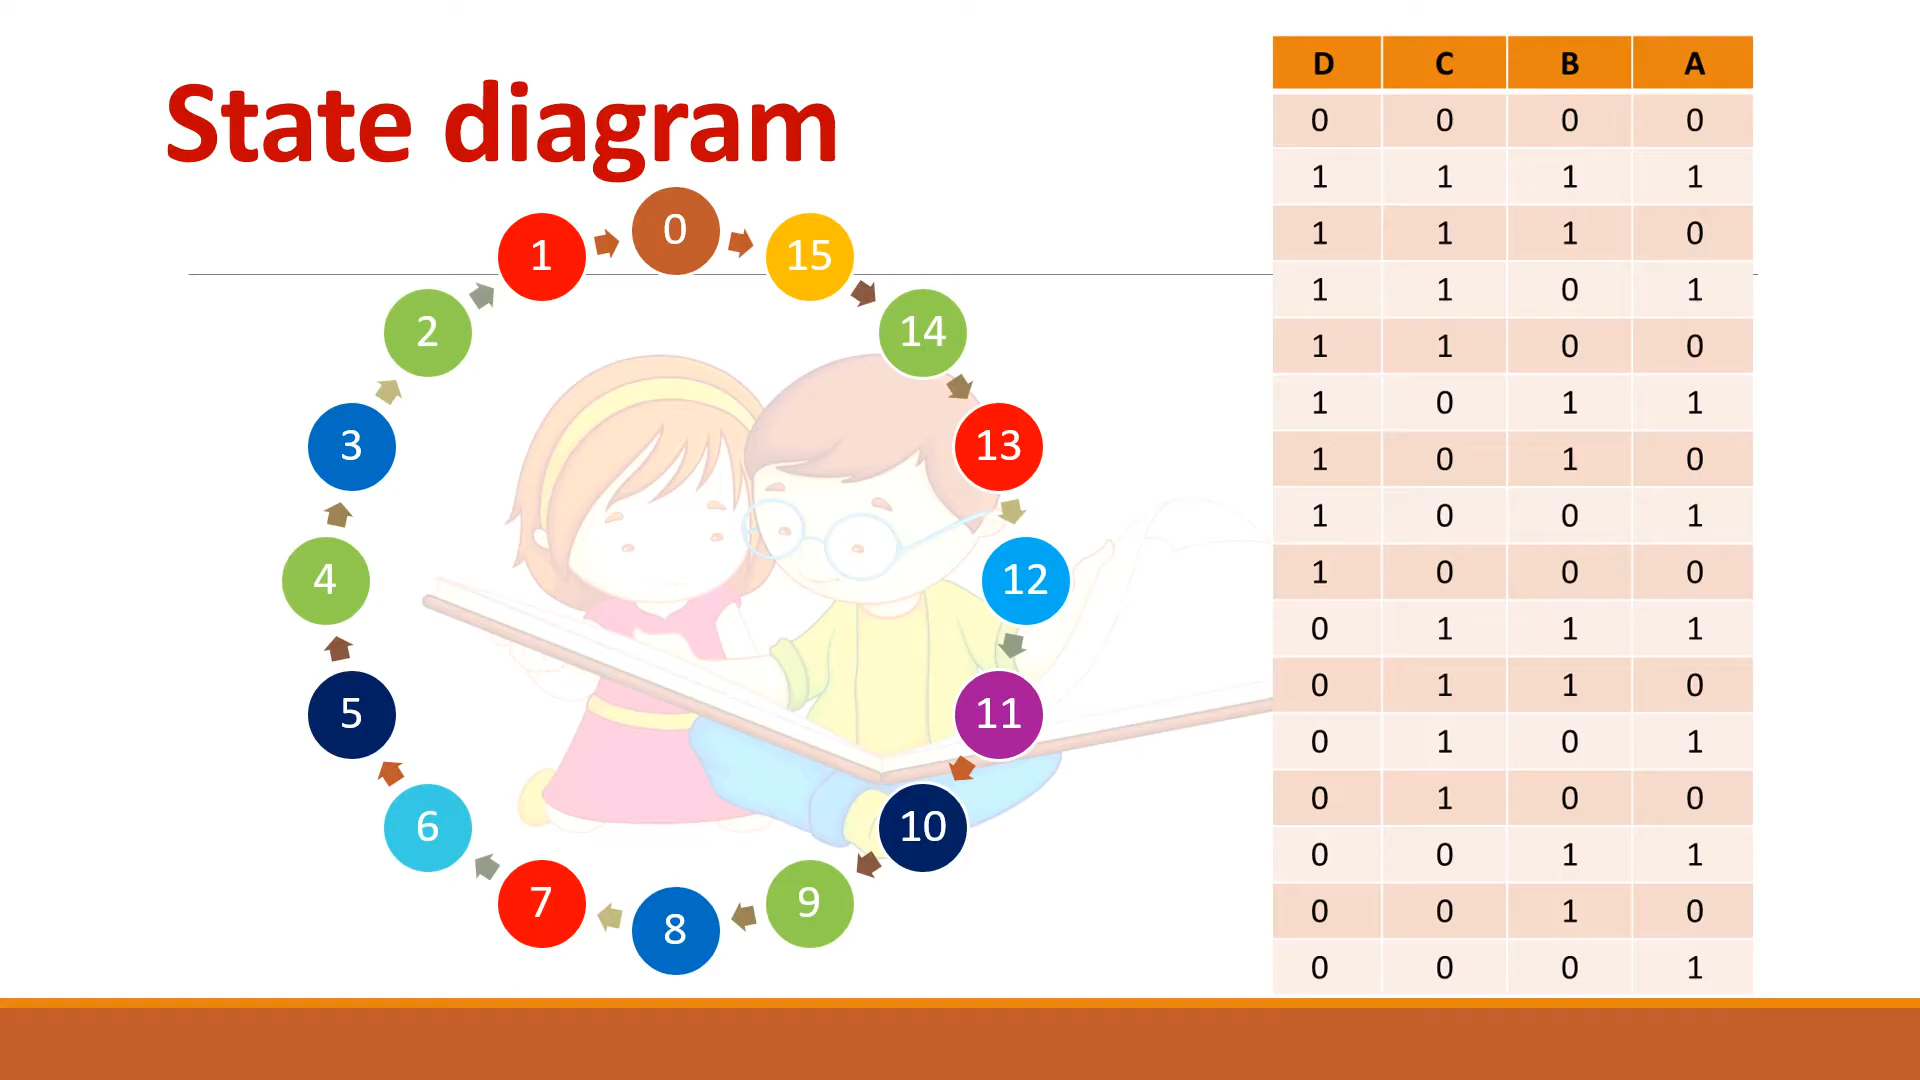 State diagram
0
15
14
13
12
11
10
9
8
7
6
5
4
3
2
1
D C B A
0 0 0 0
1 1 1 1
1 1 1 0
1 1 0 1
1 1 0 0
1 0 1 1
1 0 1 0
1 0 0 1
1 0 0 0
0 1 1 1
0 1 1 0
0 1 0 1
0 1 0 0
0 0 1 1
0 0 1 0
0 0 0 1